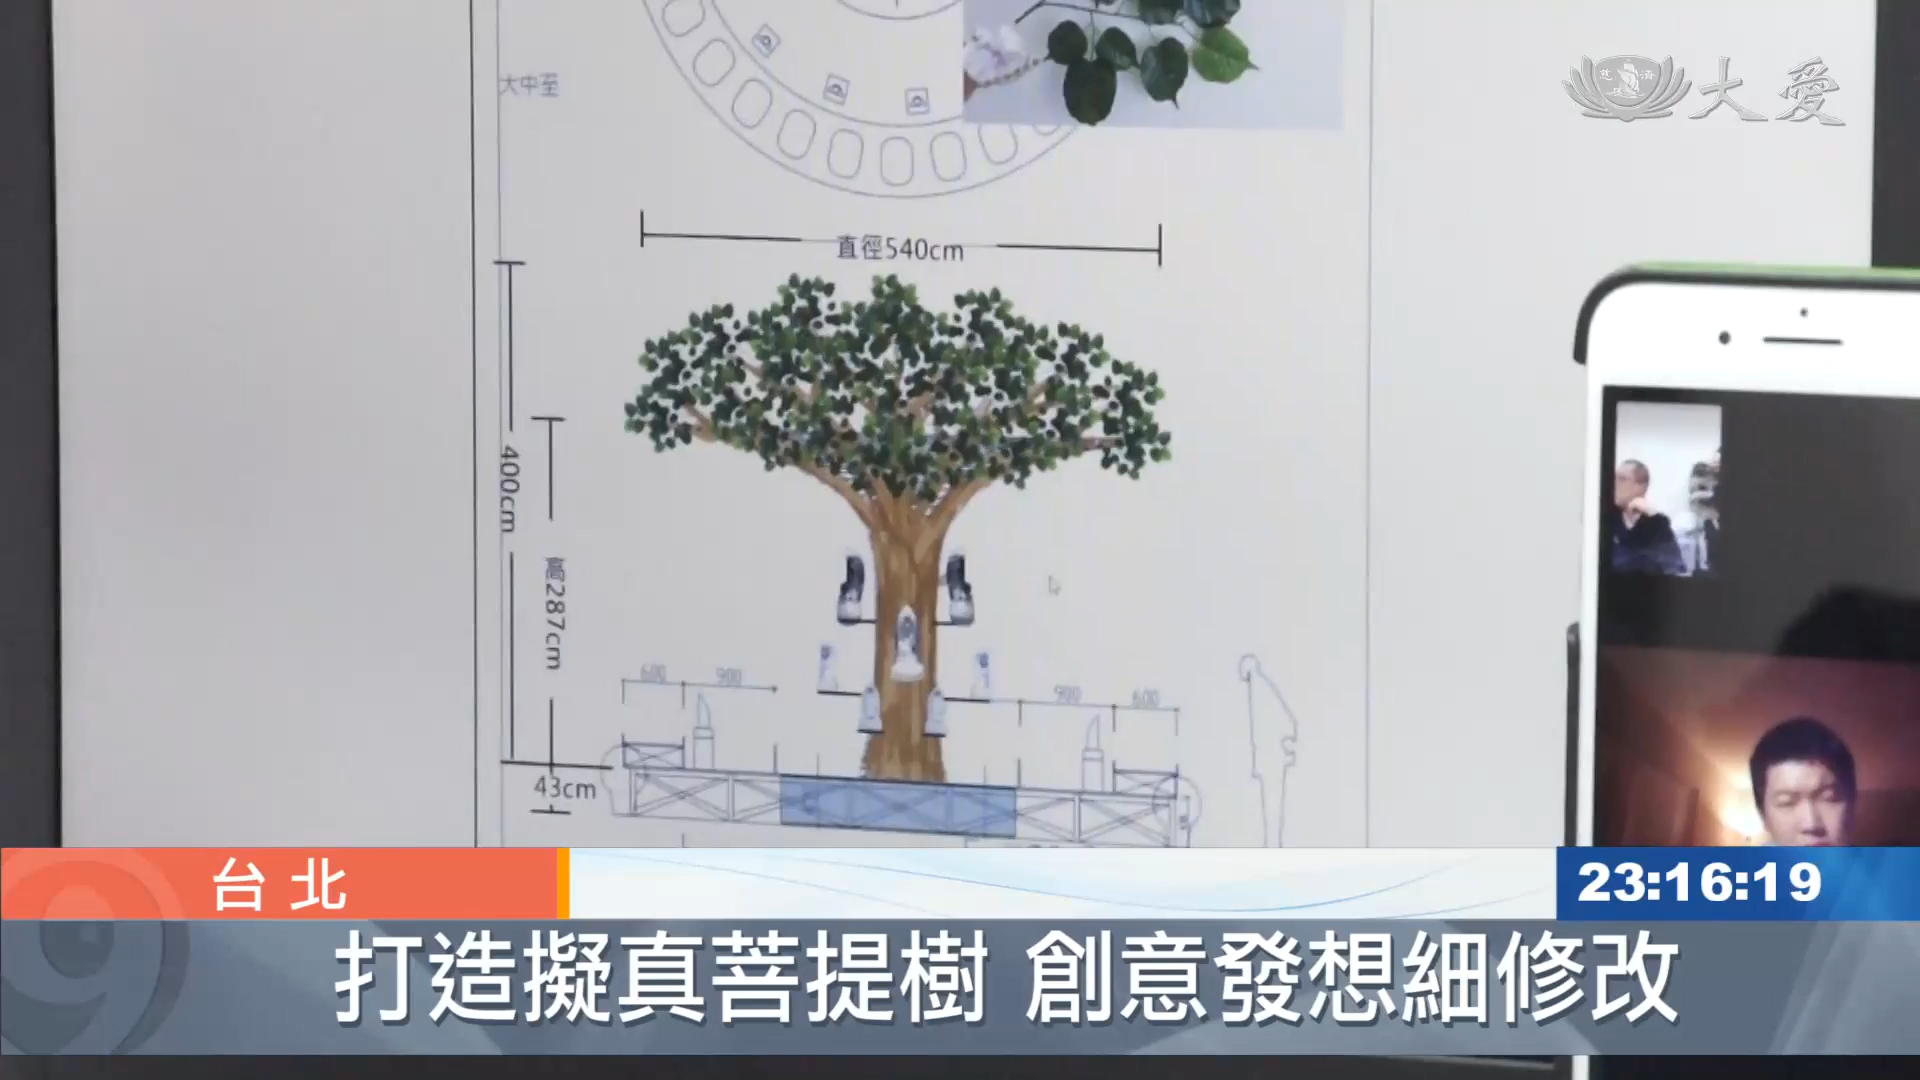 大中至
慈濟
大愛
直徑540cm
400cm
高287cm
600
900
900
600
43cm
台北
23:16:19
打造擬真菩提樹 創意發想細修改